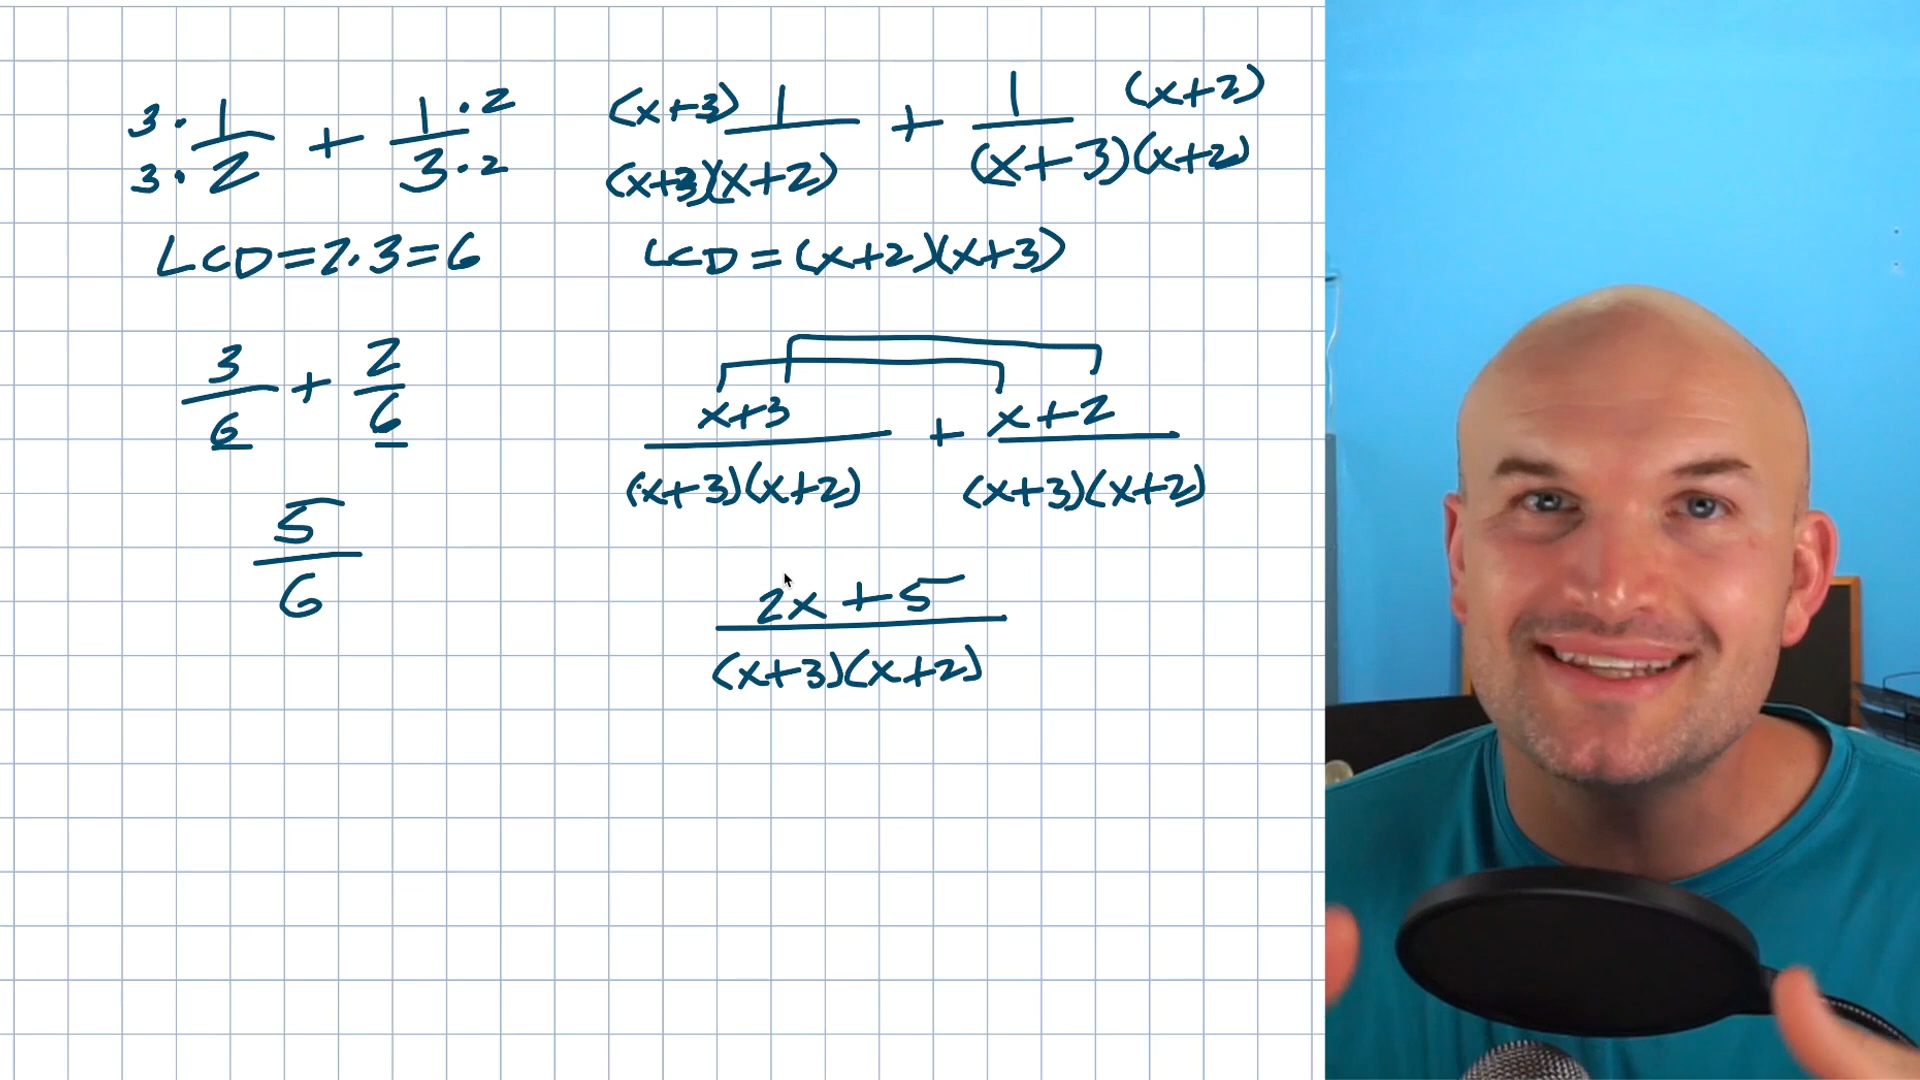 3 · 1/2 + 1/3 · 2
3 · · 2
LCD = 2 · 3 = 6
3/6 + 2/6
5/6
(x+3) 1 + 1 (x+2)
(x+3)(x+2) (x+3)(x+2)
LCD = (x+2)(x+3)
x+3 + x+2
(x+3)(x+2) (x+3)(x+2)
2x + 5
(x+3)(x+2)